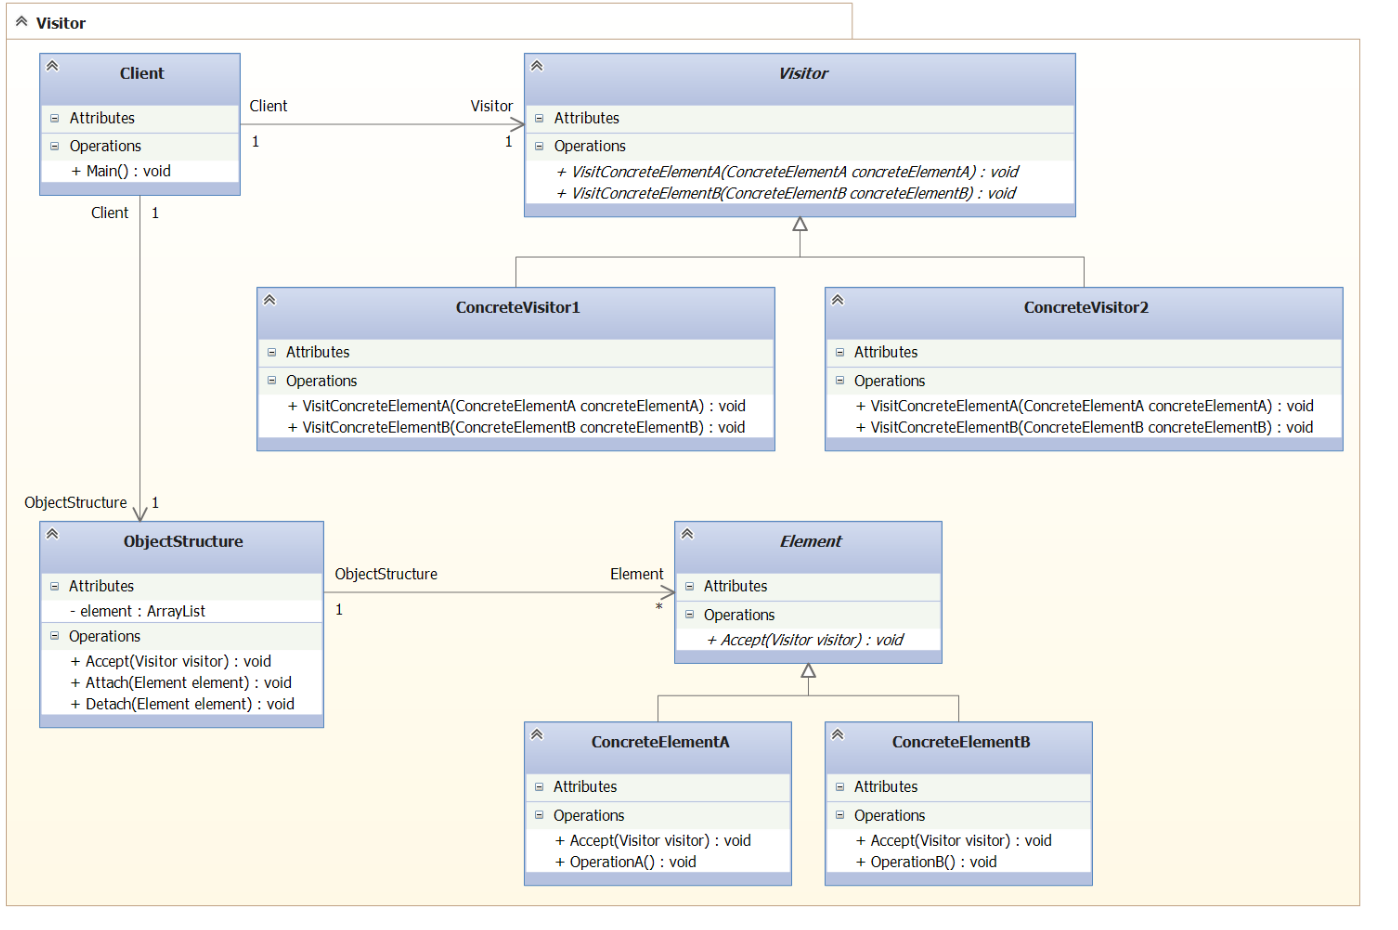 Visitor
Client
Attributes
Operations
+ Main() : void
Client
Visitor
1
1
Visitor
Attributes
Operations
+ VisitConcreteElementA(ConcreteElementA concreteElementA) : void
+ VisitConcreteElementB(ConcreteElementB concreteElementB) : void
Client
1
ConcreteVisitor1
Attributes
Operations
+ VisitConcreteElementA(ConcreteElementA concreteElementA) : void
+ VisitConcreteElementB(ConcreteElementB concreteElementB) : void
ConcreteVisitor2
Attributes
Operations
+ VisitConcreteElementA(ConcreteElementA concreteElementA) : void
+ VisitConcreteElementB(ConcreteElementB concreteElementB) : void
ObjectStructure
1
ObjectStructure
Attributes
- element : ArrayList
Operations
+ Accept(Visitor visitor) : void
+ Attach(Element element) : void
+ Detach(Element element) : void
ObjectStructure
Element
1
*
Element
Attributes
Operations
+ Accept(Visitor visitor) : void
ConcreteElementA
Attributes
Operations
+ Accept(Visitor visitor) : void
+ OperationA() : void
ConcreteElementB
Attributes
Operations
+ Accept(Visitor visitor) : void
+ OperationB() : void